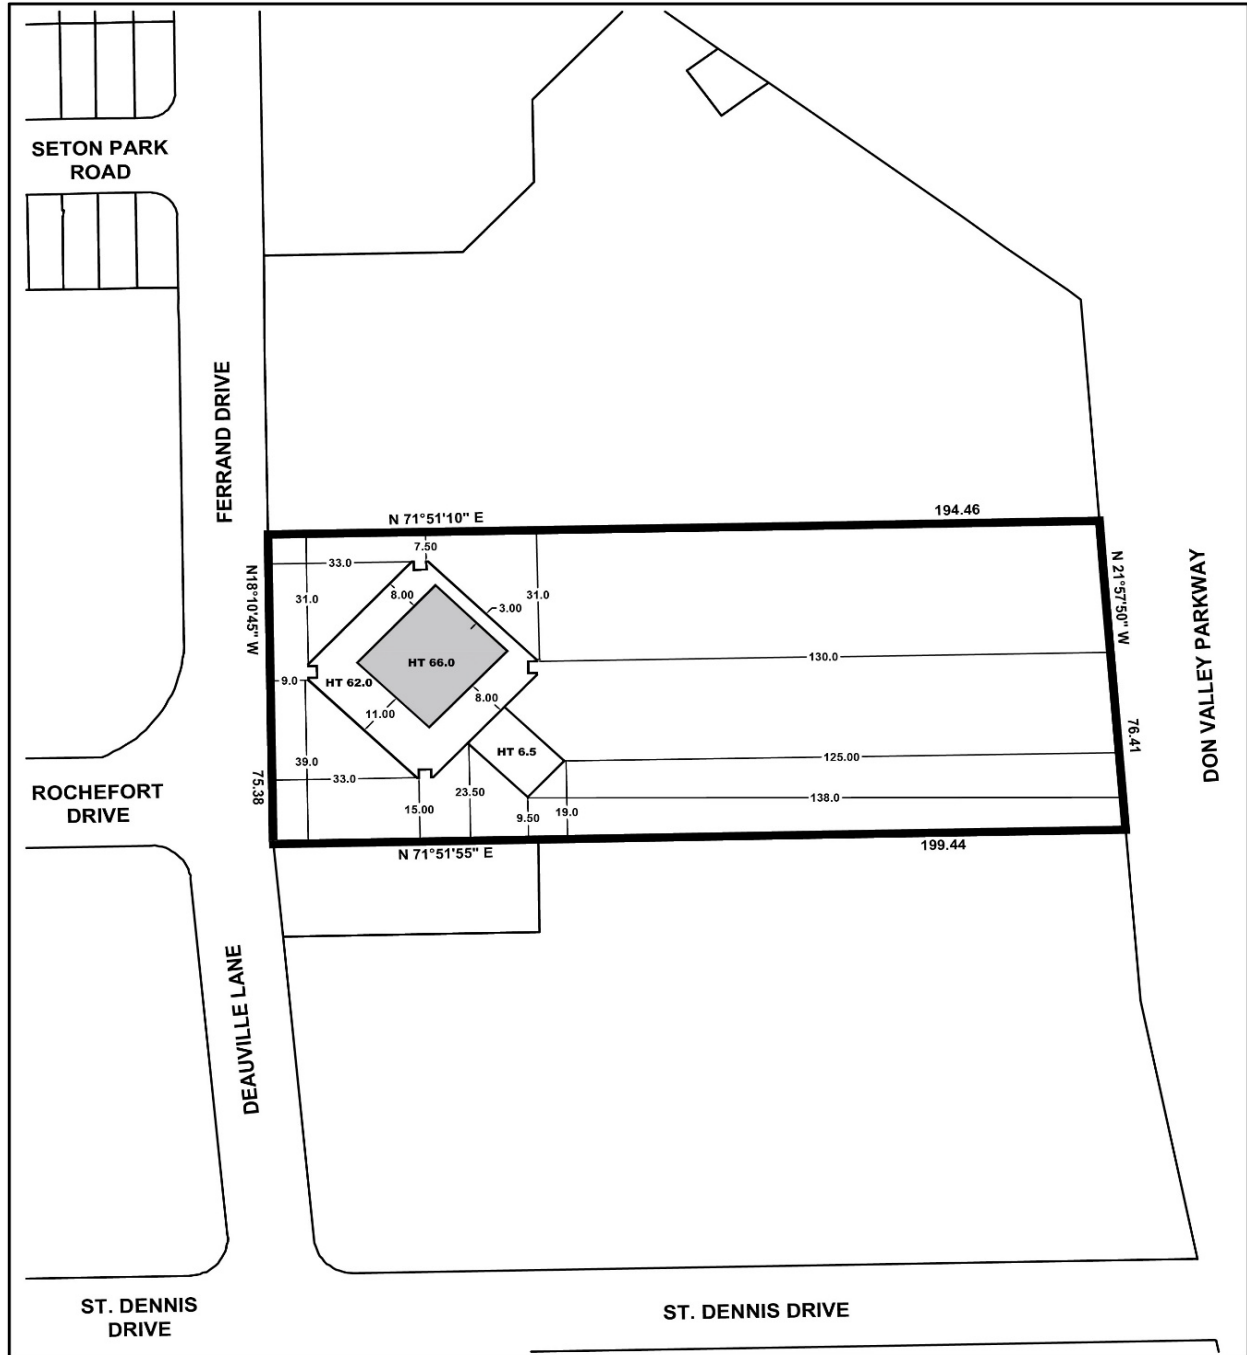 SETON PARK
ROAD
FERRAND DRIVE
N 71°51'10" E
194.46
7.50
33.0
N18°10'45" W
31.0
8.00
3.00
31.0
N 21°57'50" W
DON VALLEY PARKWAY
HT 66.0
130.0
9.0
HT 62.0
8.00
11.00
HT 6.5
76.41
125.00
39.0
33.0
75.38
15.00
23.50
19.0
9.50
138.0
ROCHEFORT
DRIVE
N 71°51'55" E
199.44
DEAUVILLE LANE
ST. DENNIS
DRIVE
ST. DENNIS DRIVE